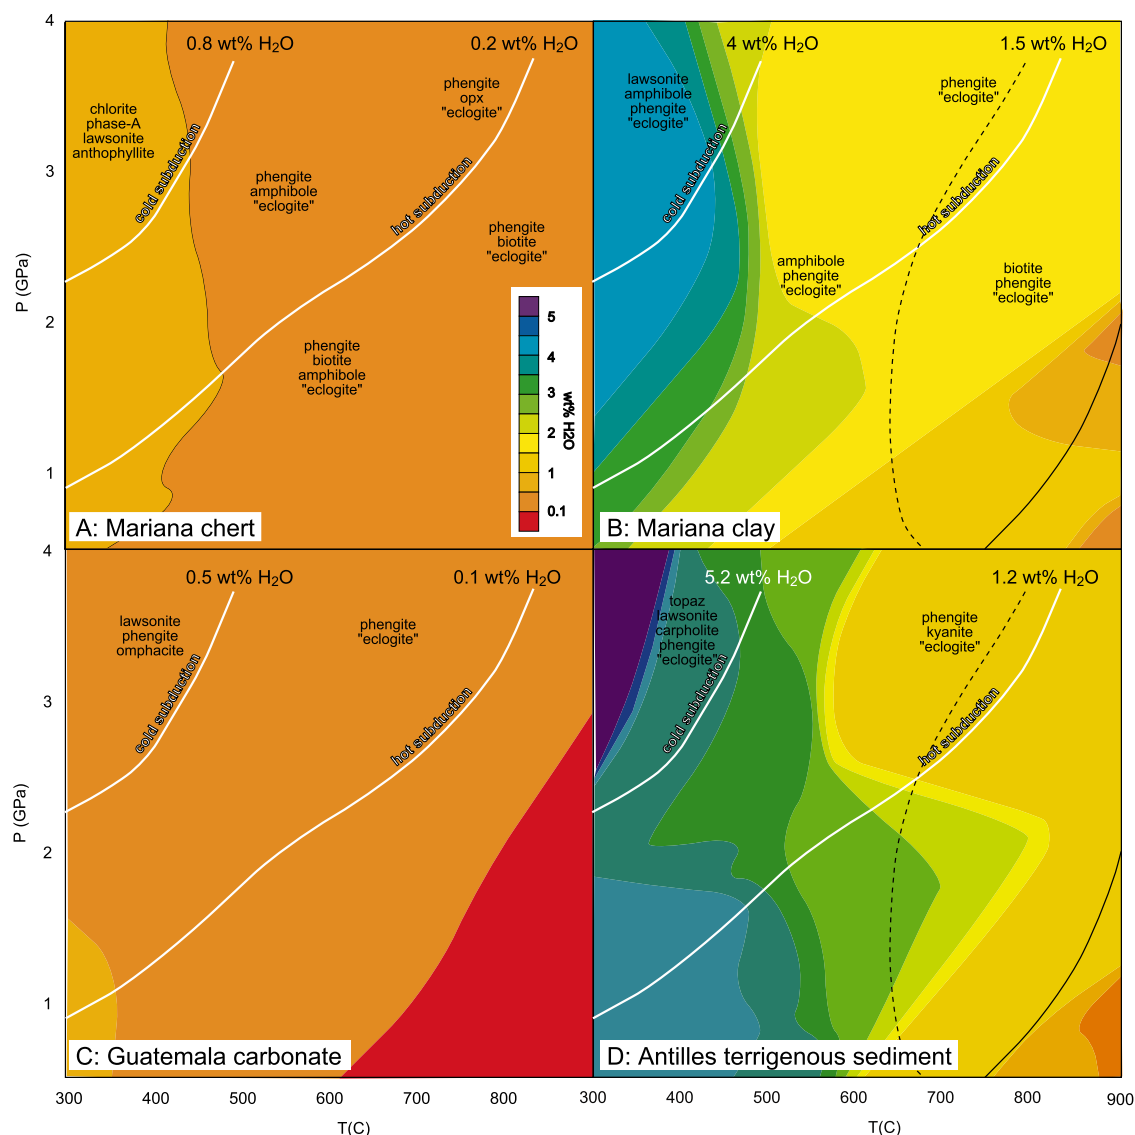 4
0.8 wt% H2O
0.2 wt% H2O
chlorite
phase-A
lawsonite
anthophyllite
cold subduction
phengite
opx
"eclogite"
phengite
amphibole
"eclogite"
hot subduction
phengite
biotite
"eclogite"
phengite
biotite
amphibole
"eclogite"
3
2
1
P (GPa)
5
4
3
2
1
0.1
wt% H2O
A: Mariana chert
4 wt% H2O
1.5 wt% H2O
lawsonite
amphibole
phengite
"eclogite"
cold subduction
phengite
"eclogite"
hot subduction
amphibole
phengite
"eclogite"
biotite
phengite
"eclogite"
B: Mariana clay
4
0.5 wt% H2O
0.1 wt% H2O
lawsonite
phengite
omphacite
cold subduction
phengite
"eclogite"
hot subduction
3
2
1
P (GPa)
C: Guatemala carbonate
5.2 wt% H2O
1.2 wt% H2O
topaz
lawsonite
carpholite
phengite
"eclogite"
cold subduction
phengite
kyanite
"eclogite"
hot subduction
D: Antilles terrigenous sediment
300 400 500 600 700 800 300 400 500 600 700 800 900
T(C) T(C)